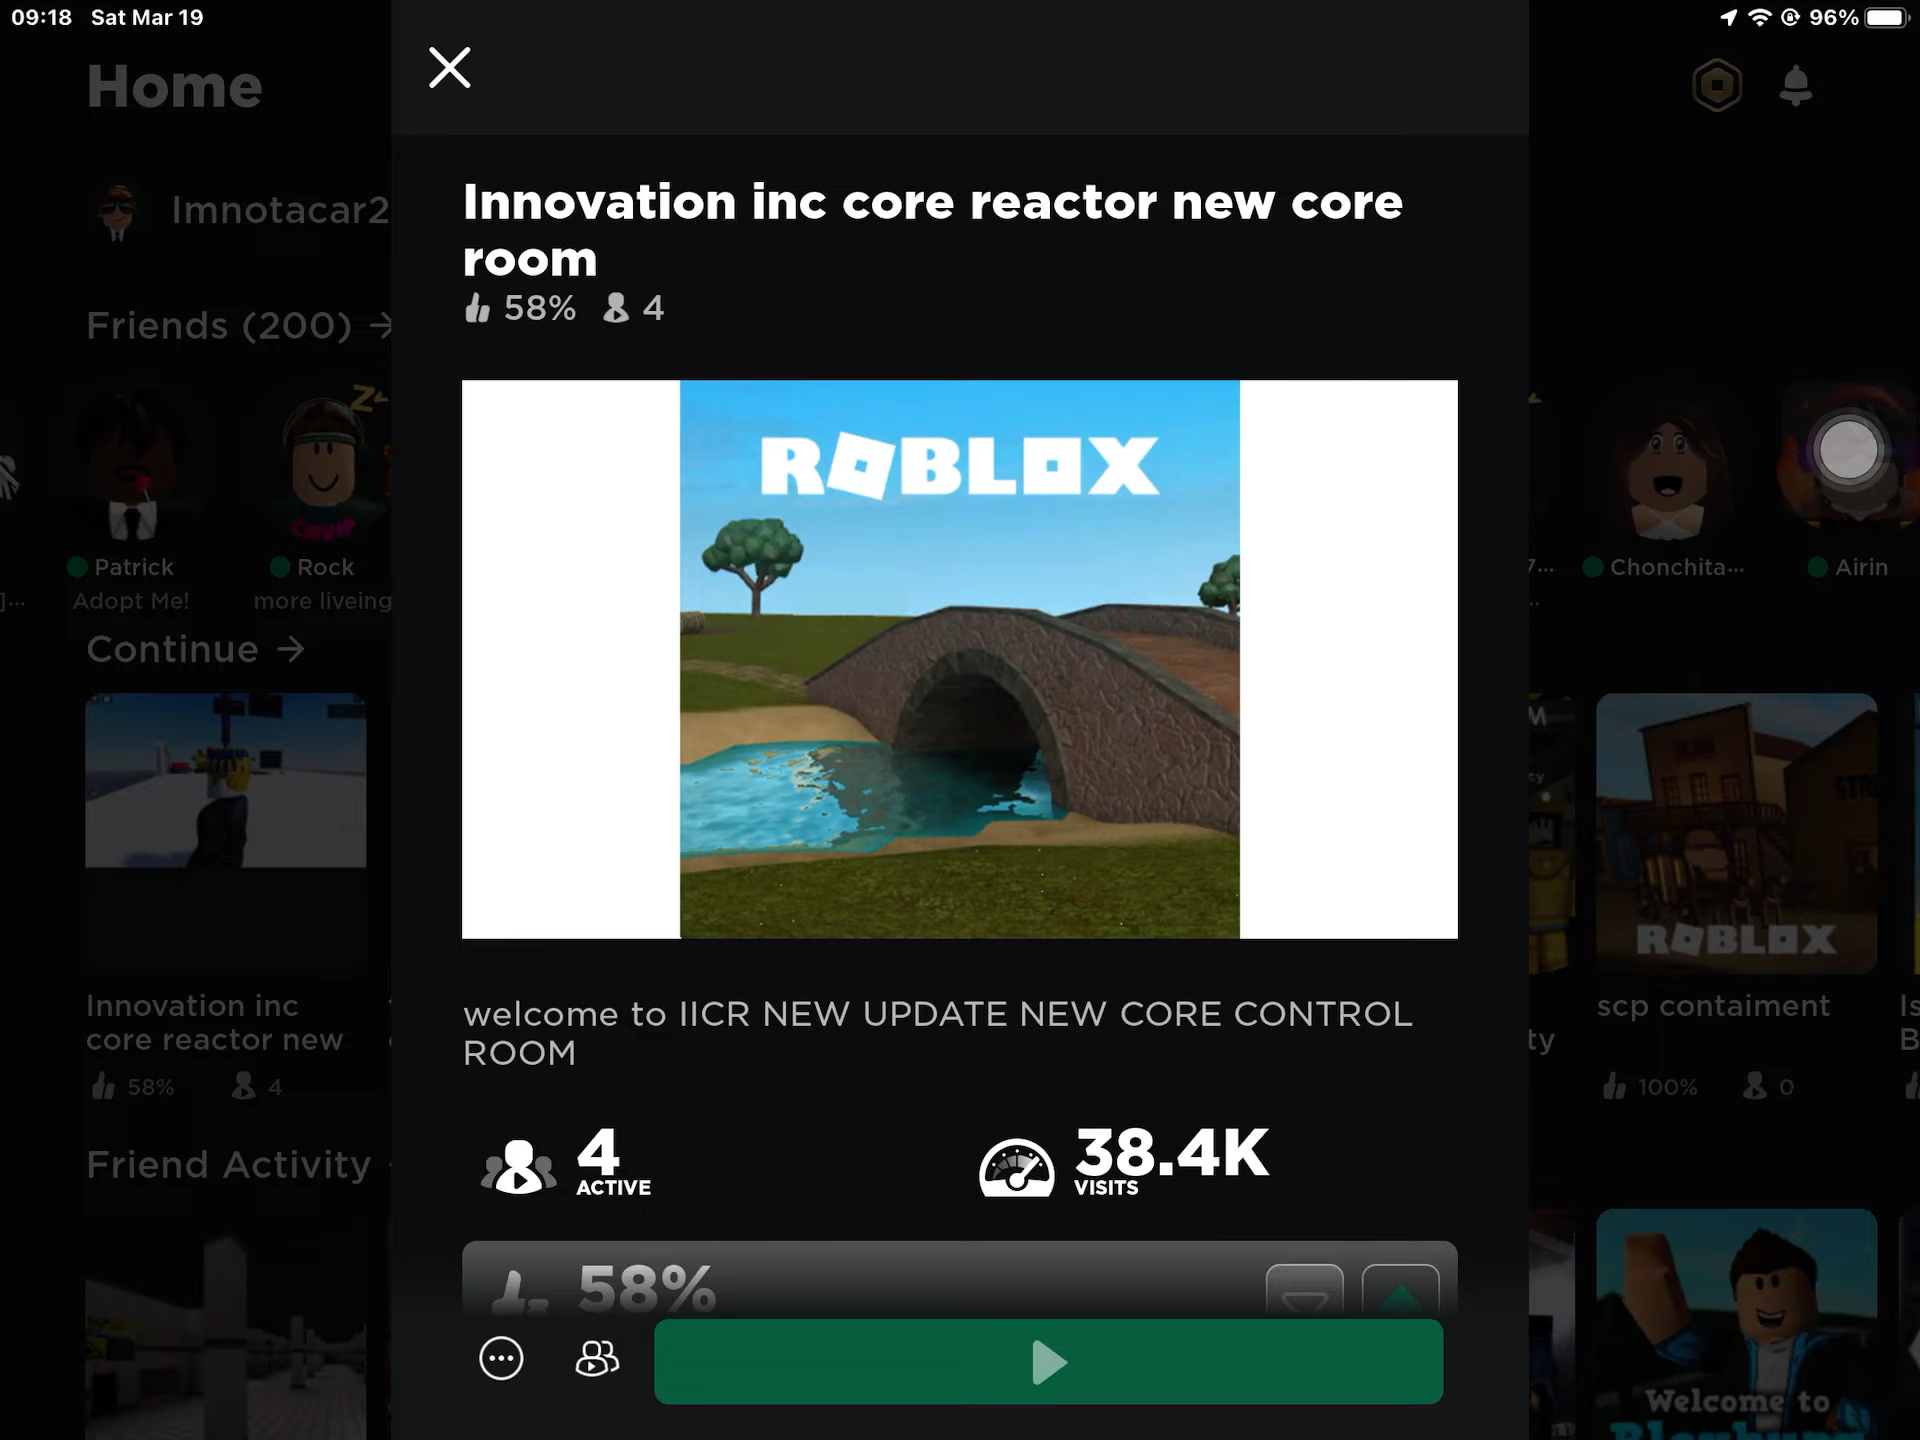 09:18 Sat Mar 19
96%
Home
Imnotacar2
Friends (200) →
Patrick
Adopt Me!
Rock
more liveing
Chonchita...
Airin
Continue →
Innovation inc
core reactor new
58% 4
scp contaiment
100% 0
ROBLOX
Friend Activity
Welcome to
Innovation inc core reactor new core
room
58% 4
ROBLOX
welcome to IICR NEW UPDATE NEW CORE CONTROL
ROOM
4
ACTIVE
38.4K
VISITS
58%